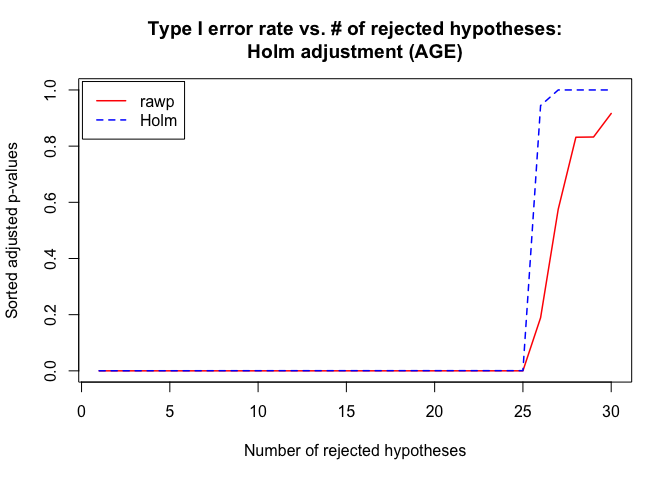 Type I error rate vs. # of rejected hypotheses:
Holm adjustment (AGE)
rawp
Holm
Sorted adjusted p-values
1.0
0.8
0.6
0.4
0.2
0.0
0 5 10 15 20 25 30
Number of rejected hypotheses